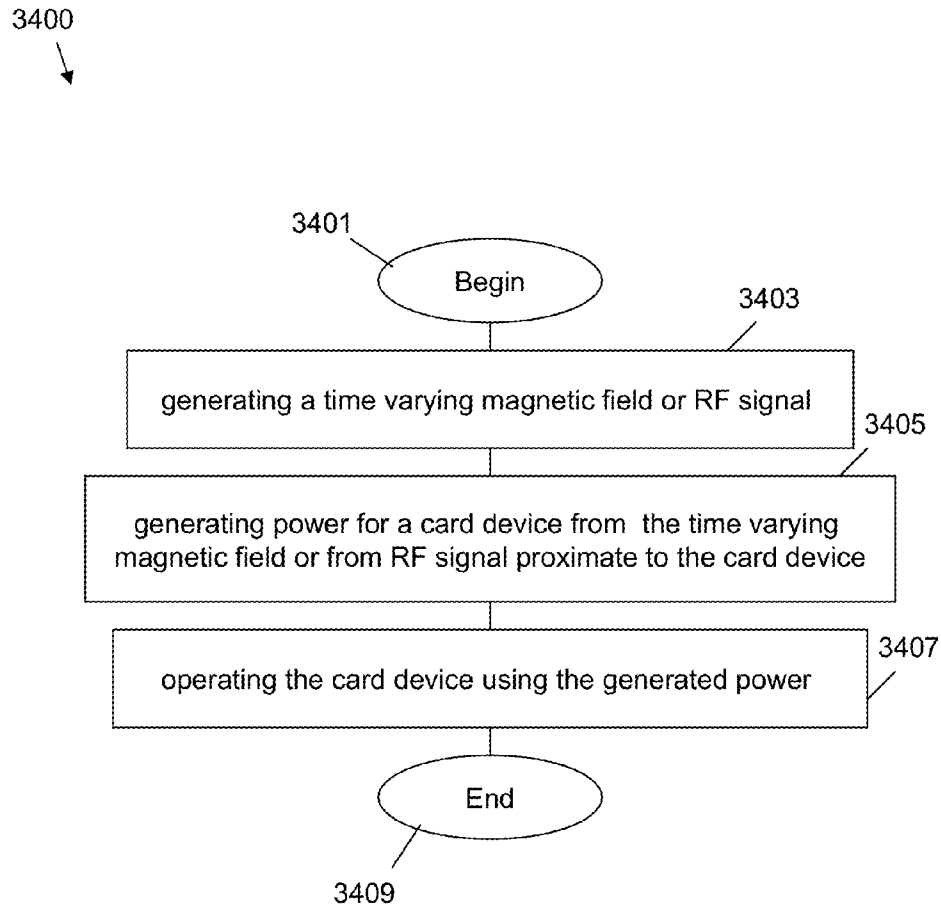 3400
3401
Begin
3403
generating a time varying magnetic field or RF signal
3405
generating power for a card device from the time varying
magnetic field or from RF signal proximate to the card device
3407
operating the card device using the generated power
End
3409